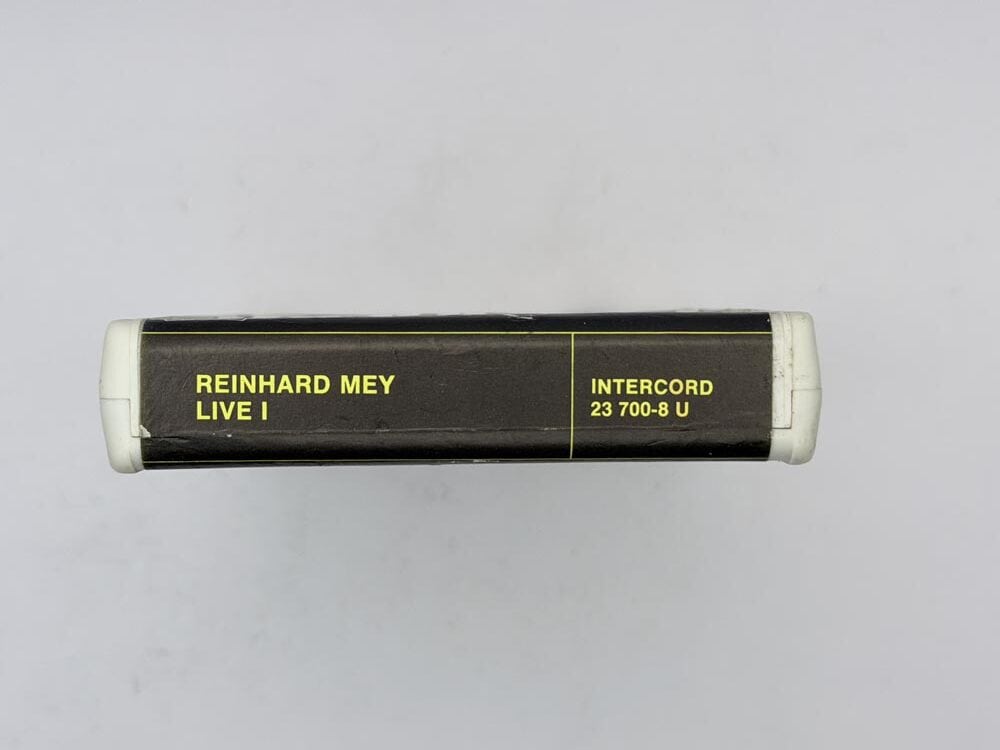 REINHARD MEY
LIVE I
INTERCORD
23 700-8 U